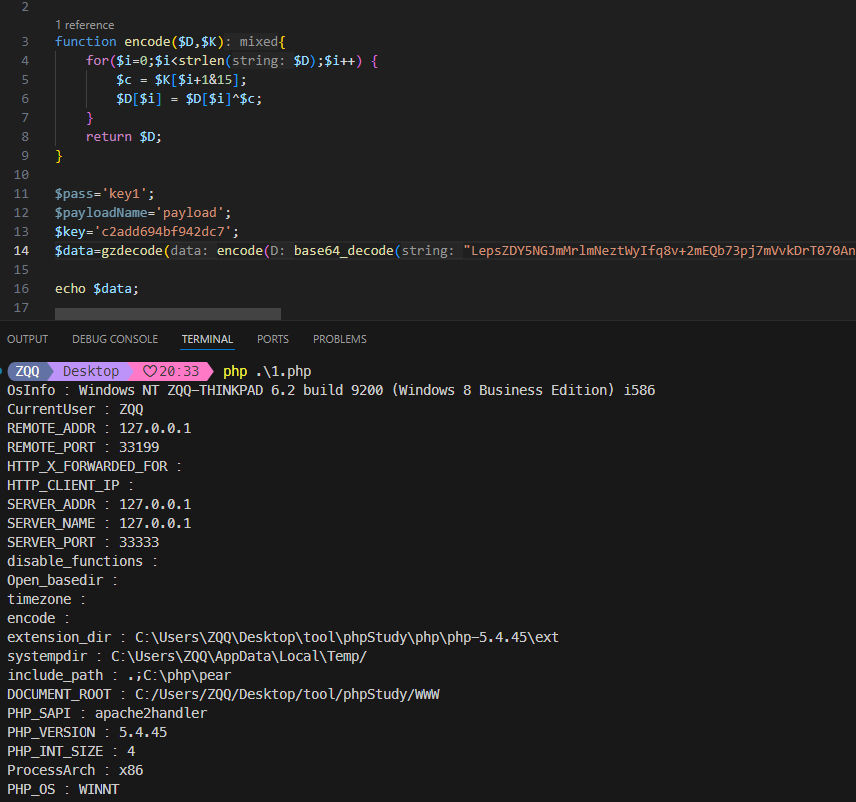 2
1 reference
3 function encode($D,$K): mixed{
4 for($i=0;$i<strlen(string: $D);$i++) {
5 $c = $K[$i+1&15];
6 $D[$i] = $D[$i]^$c;
7 }
8 return $D;
9 }
10
11 $pass='key1';
12 $payloadName='payload';
13 $key='c2add694bf942dc7';
14 $data=gzdecode(data: encode(D: base64_decode(string: "LepsZDY5NGJmMrlmNeztWyIfq8v+2mEQb73pj7mVvkDrT070An
15
16 echo $data;
17
OUTPUT DEBUG CONSOLE TERMINAL PORTS PROBLEMS
ZQQ Desktop ♡20:33 php .\1.php
OsInfo : Windows NT ZQQ-THINKPAD 6.2 build 9200 (Windows 8 Business Edition) i586
CurrentUser : ZQQ
REMOTE_ADDR : 127.0.0.1
REMOTE_PORT : 33199
HTTP_X_FORWARDED_FOR :
HTTP_CLIENT_IP :
SERVER_ADDR : 127.0.0.1
SERVER_NAME : 127.0.0.1
SERVER_PORT : 33333
disable_functions :
Open_basedir :
timezone :
encode :
extension_dir : C:\Users\ZQQ\Desktop\tool\phpStudy\php\php-5.4.45\ext
systempdir : C:\Users\ZQQ\AppData\Local\Temp/
include_path : .;C:\php\pear
DOCUMENT_ROOT : C:/Users/ZQQ/Desktop/tool/phpStudy/WWW
PHP_SAPI : apache2handler
PHP_VERSION : 5.4.45
PHP_INT_SIZE : 4
ProcessArch : x86
PHP_OS : WINNT